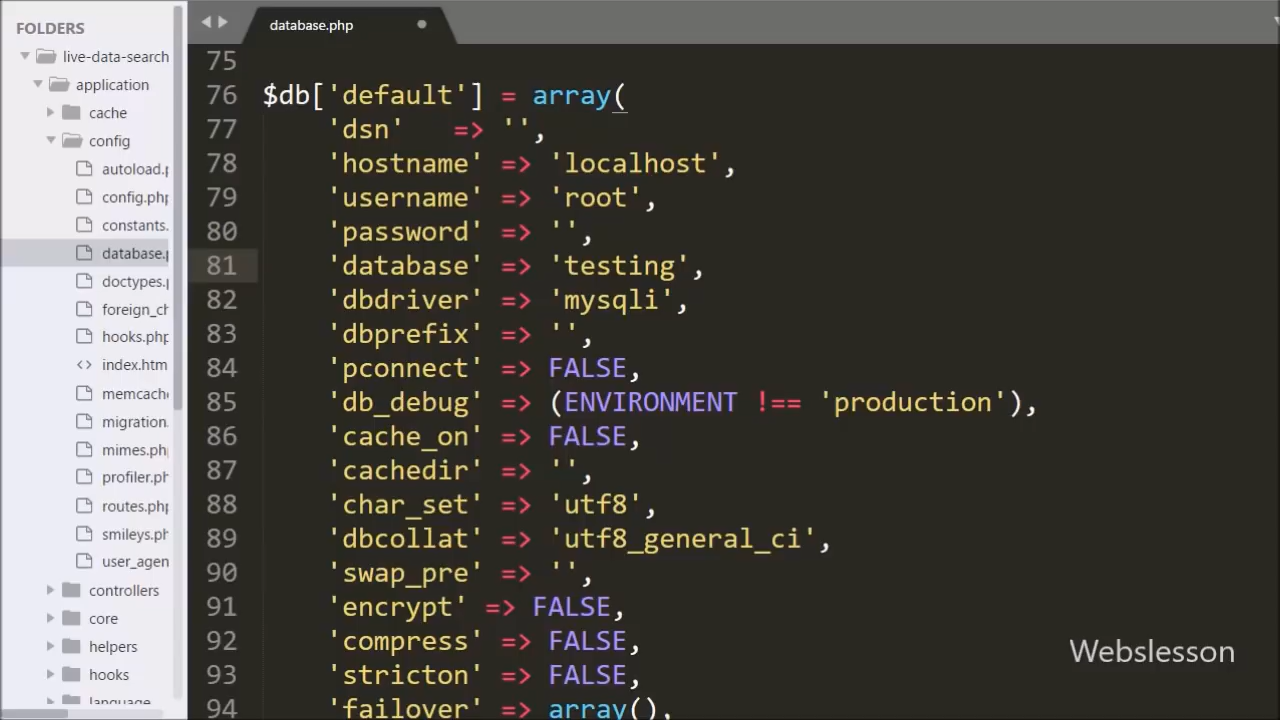 FOLDERS
live-data-search
application
cache
config
autoload.p
config.php
constants.
database.p
doctypes.p
foreign_ch
hooks.php
index.htm
memcache
migration.
mimes.php
profiler.ph
routes.php
smileys.ph
user_agen
controllers
core
helpers
hooks
language
database.php
75
76 $db['default'] = array(
77 'dsn' => '',
78 'hostname' => 'localhost',
79 'username' => 'root',
80 'password' => '',
81 'database' => 'testing',
82 'dbdriver' => 'mysqli',
83 'dbprefix' => '',
84 'pconnect' => FALSE,
85 'db_debug' => (ENVIRONMENT !== 'production'),
86 'cache_on' => FALSE,
87 'cachedir' => '',
88 'char_set' => 'utf8',
89 'dbcollat' => 'utf8_general_ci',
90 'swap_pre' => '',
91 'encrypt' => FALSE,
92 'compress' => FALSE,
93 'stricton' => FALSE,
94 'failover' => array(),
Webslesson